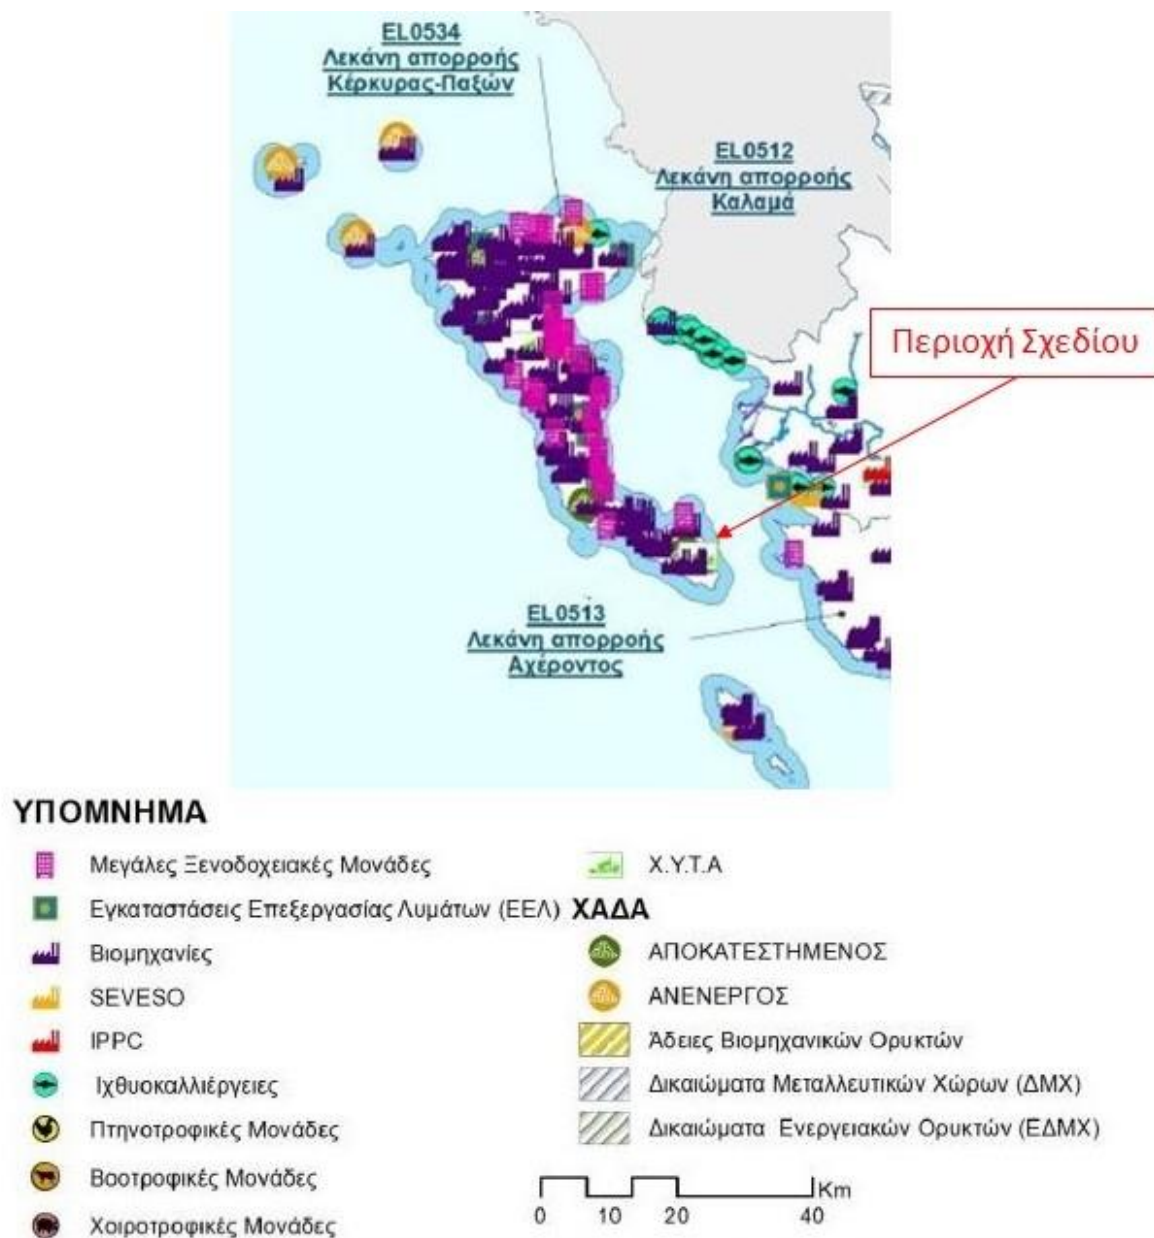 EL0534
Λεκάνη απορροής
Κέρκυρας-Παξών
EL0512
Λεκάνη απορροής
Καλαμά
Περιοχή Σχεδίου
EL0513
Λεκάνη απορροής
Αχέροντος
ΥΠΟΜΝΗΜΑ
Μεγάλες Ξενοδοχειακές Μονάδες
Εγκαταστάσεις Επεξεργασίας Λυμάτων (ΕΕΛ)
Βιομηχανίες
SEVESO
IPPC
Ιχθυοκαλλιέργειες
Πτηνοτροφικές Μονάδες
Βοοτροφικές Μονάδες
Χοιροτροφικές Μονάδες
Χ.Υ.Τ.Α
ΧΑΔΑ
ΑΠΟΚΑΤΕΣΤΗΜΕΝΟΣ
ΑΝΕΝΕΡΓΟΣ
Άδειες Βιομηχανικών Ορυκτών
Δικαιώματα Μεταλλευτικών Χώρων (ΔΜΧ)
Δικαιώματα Ενεργειακών Ορυκτών (ΕΔΜΧ)
Km
0 10 20 40